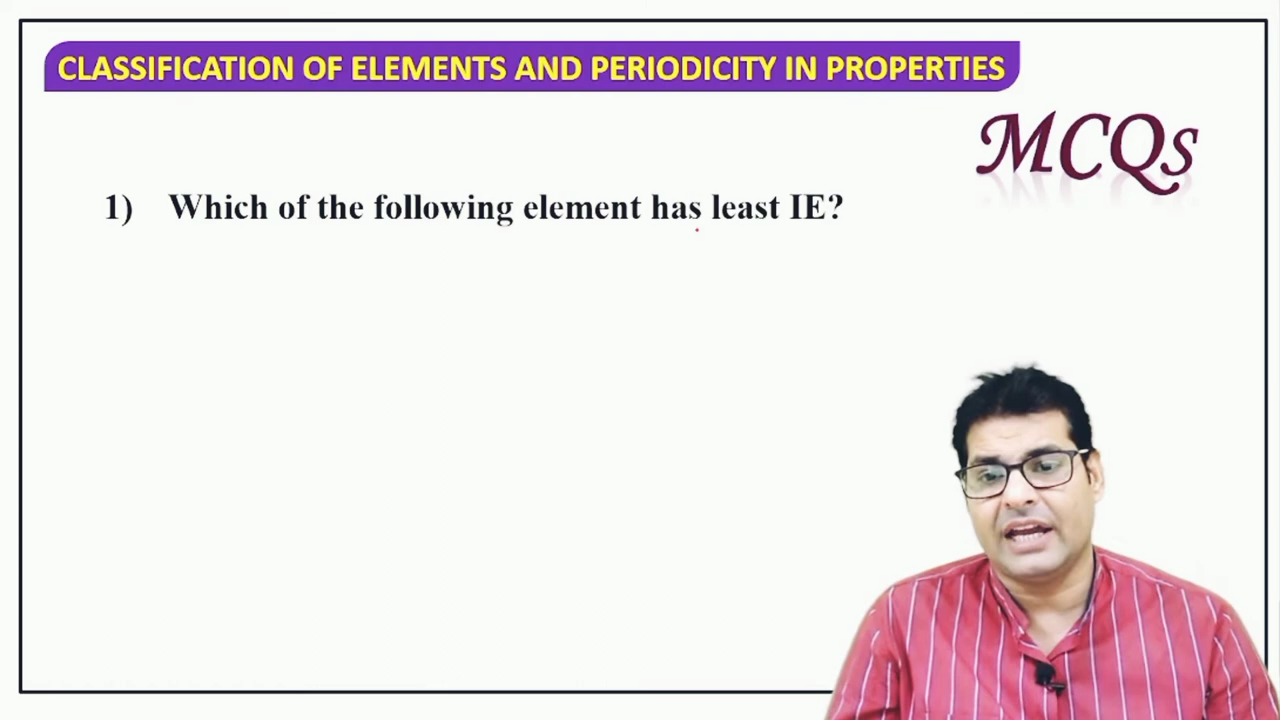 CLASSIFICATION OF ELEMENTS AND PERIODICITY IN PROPERTIES
MCQs
1) Which of the following element has least IE?